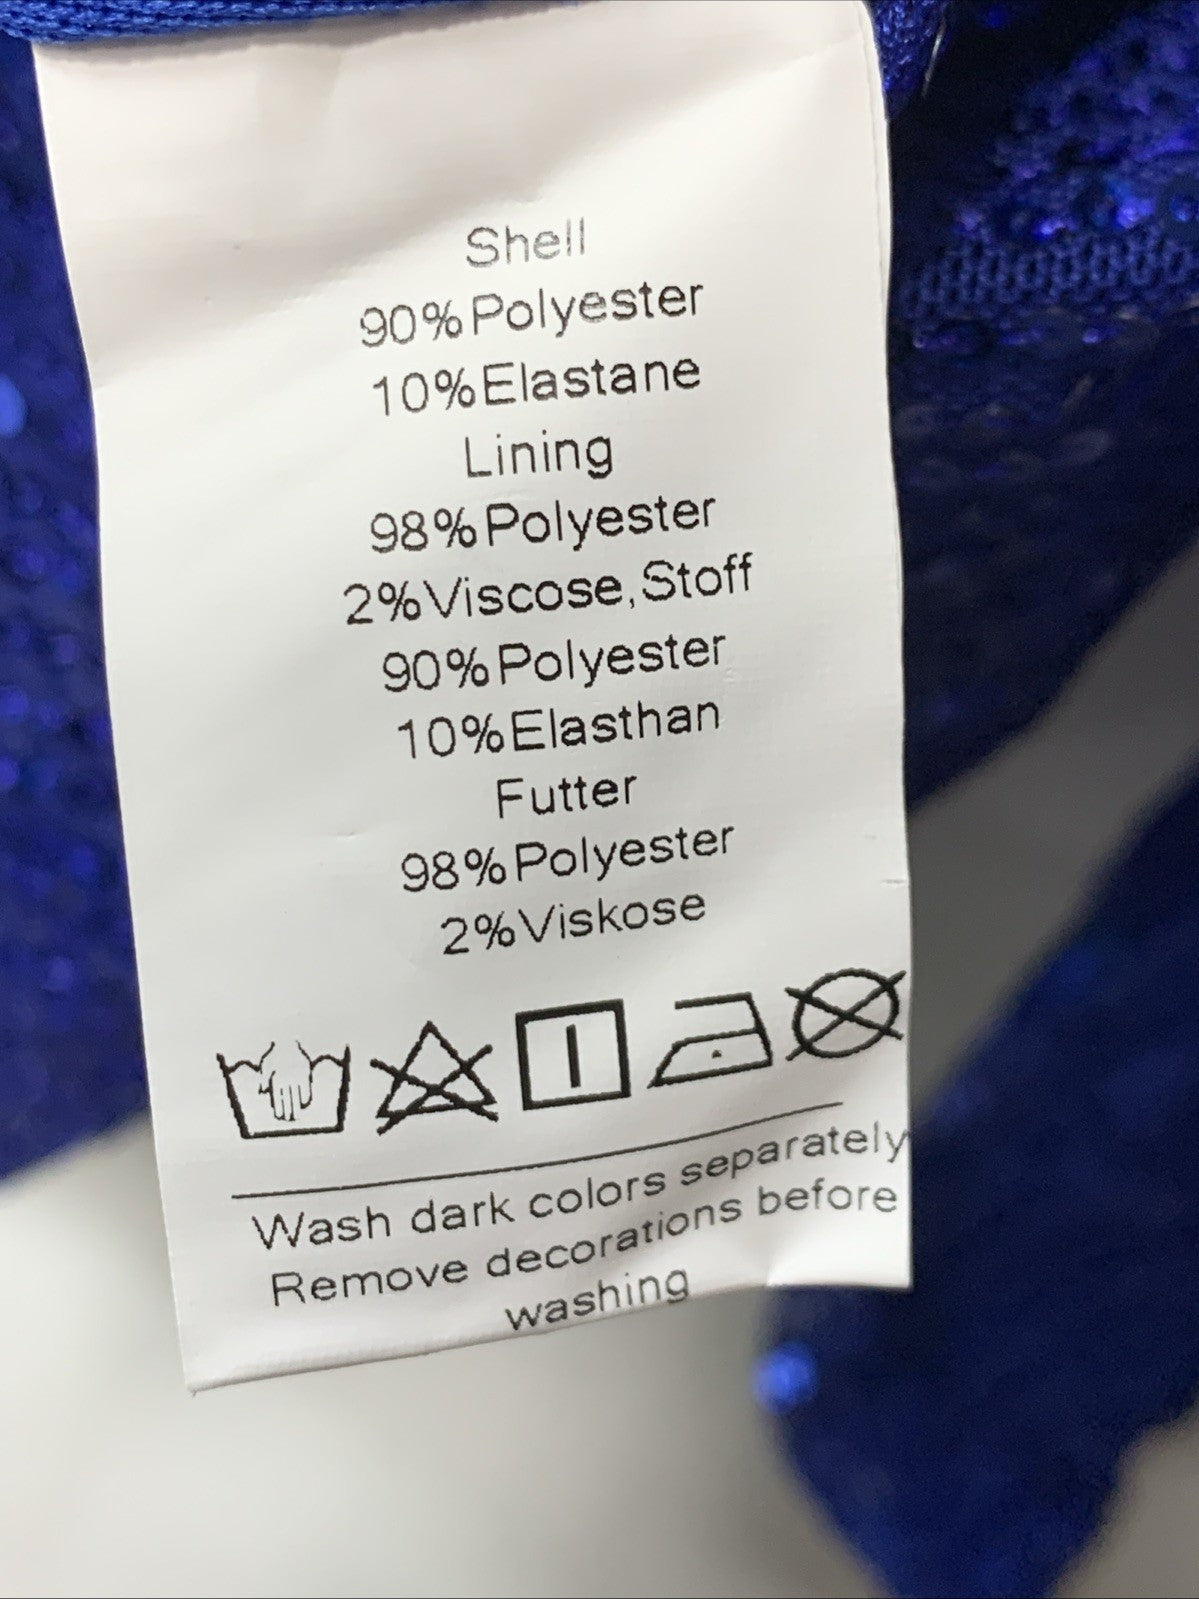 Shell
90%Polyester
10%Elastane
Lining
98%Polyester
2%Viscose,Stoff
90%Polyester
10%Elasthan
Futter
98%Polyester
2%Viskose
Wash dark colors separately
Remove decorations before
washing